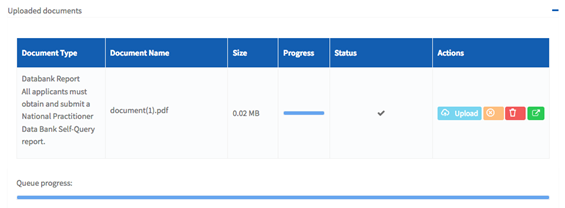 Uploaded documents
Document Type Document Name Size Progress Status Actions
Databank Report
All applicants must
obtain and submit a
National Practitioner
Data Bank Self-Query
report.
document(1).pdf
0.02 MB
Upload
Queue progress: